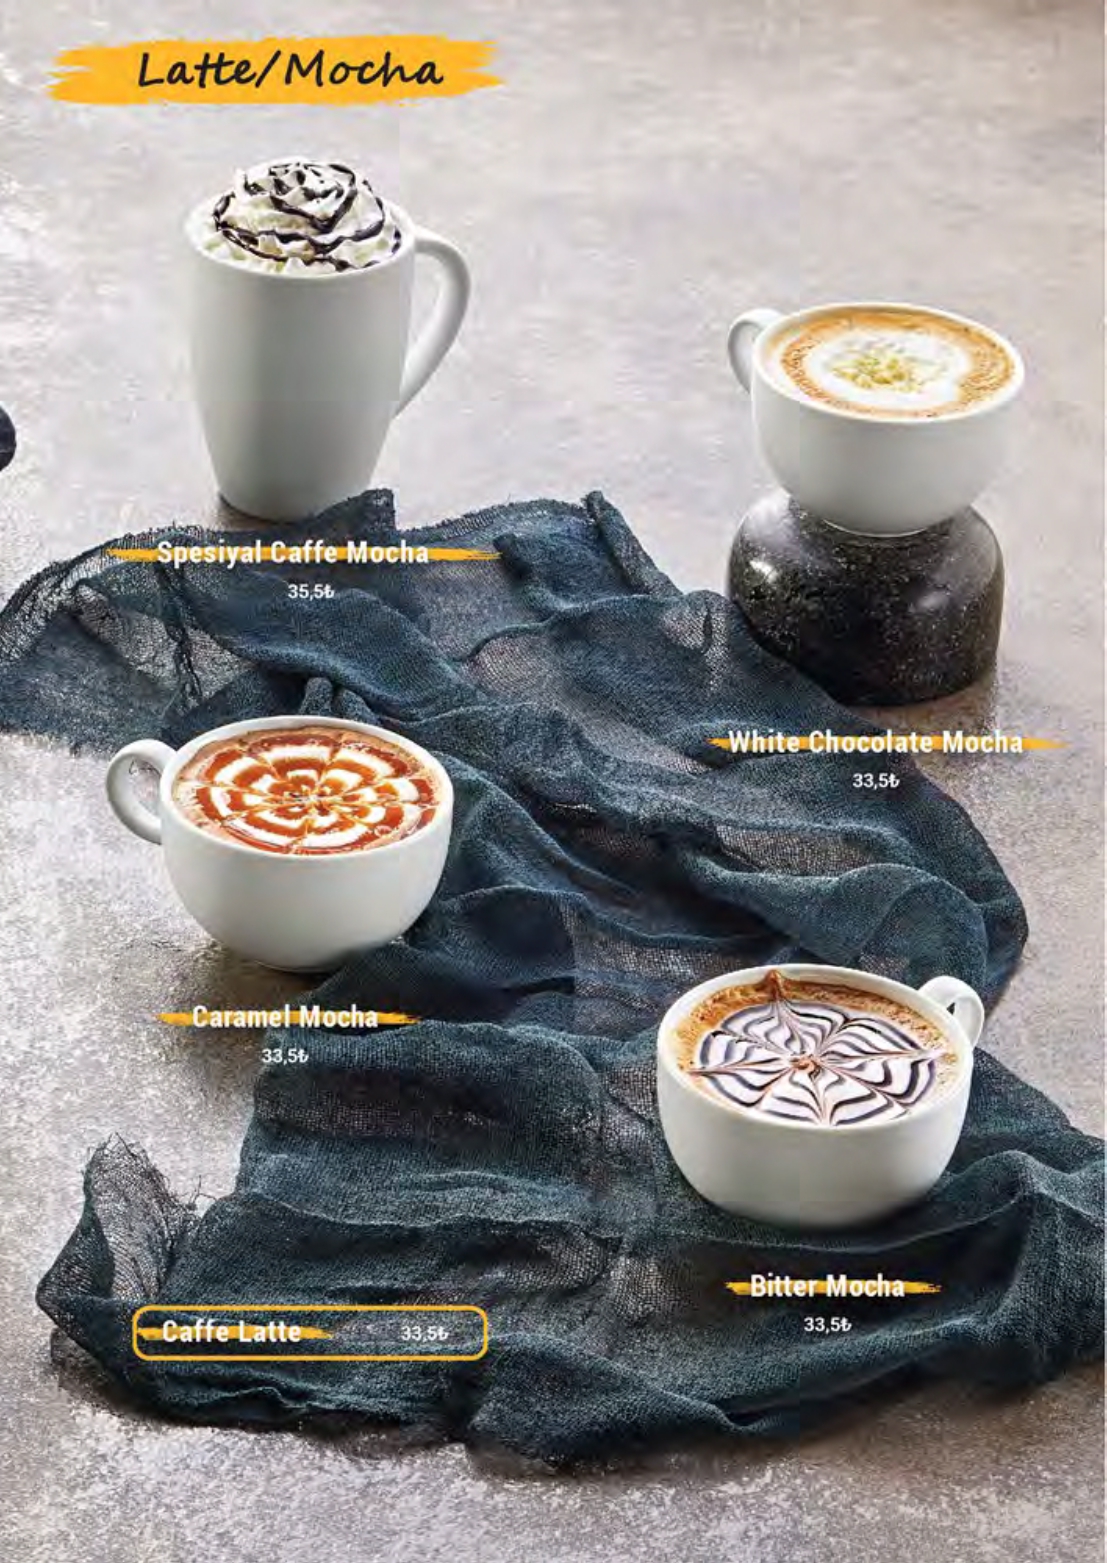 Latte/Mocha
Spesiyal Caffe Mocha
35,5₺
White Chocolate Mocha
33,5₺
Caramel Mocha
33,5₺
Bitter Mocha
33,5₺
Caffe Latte 33,5₺